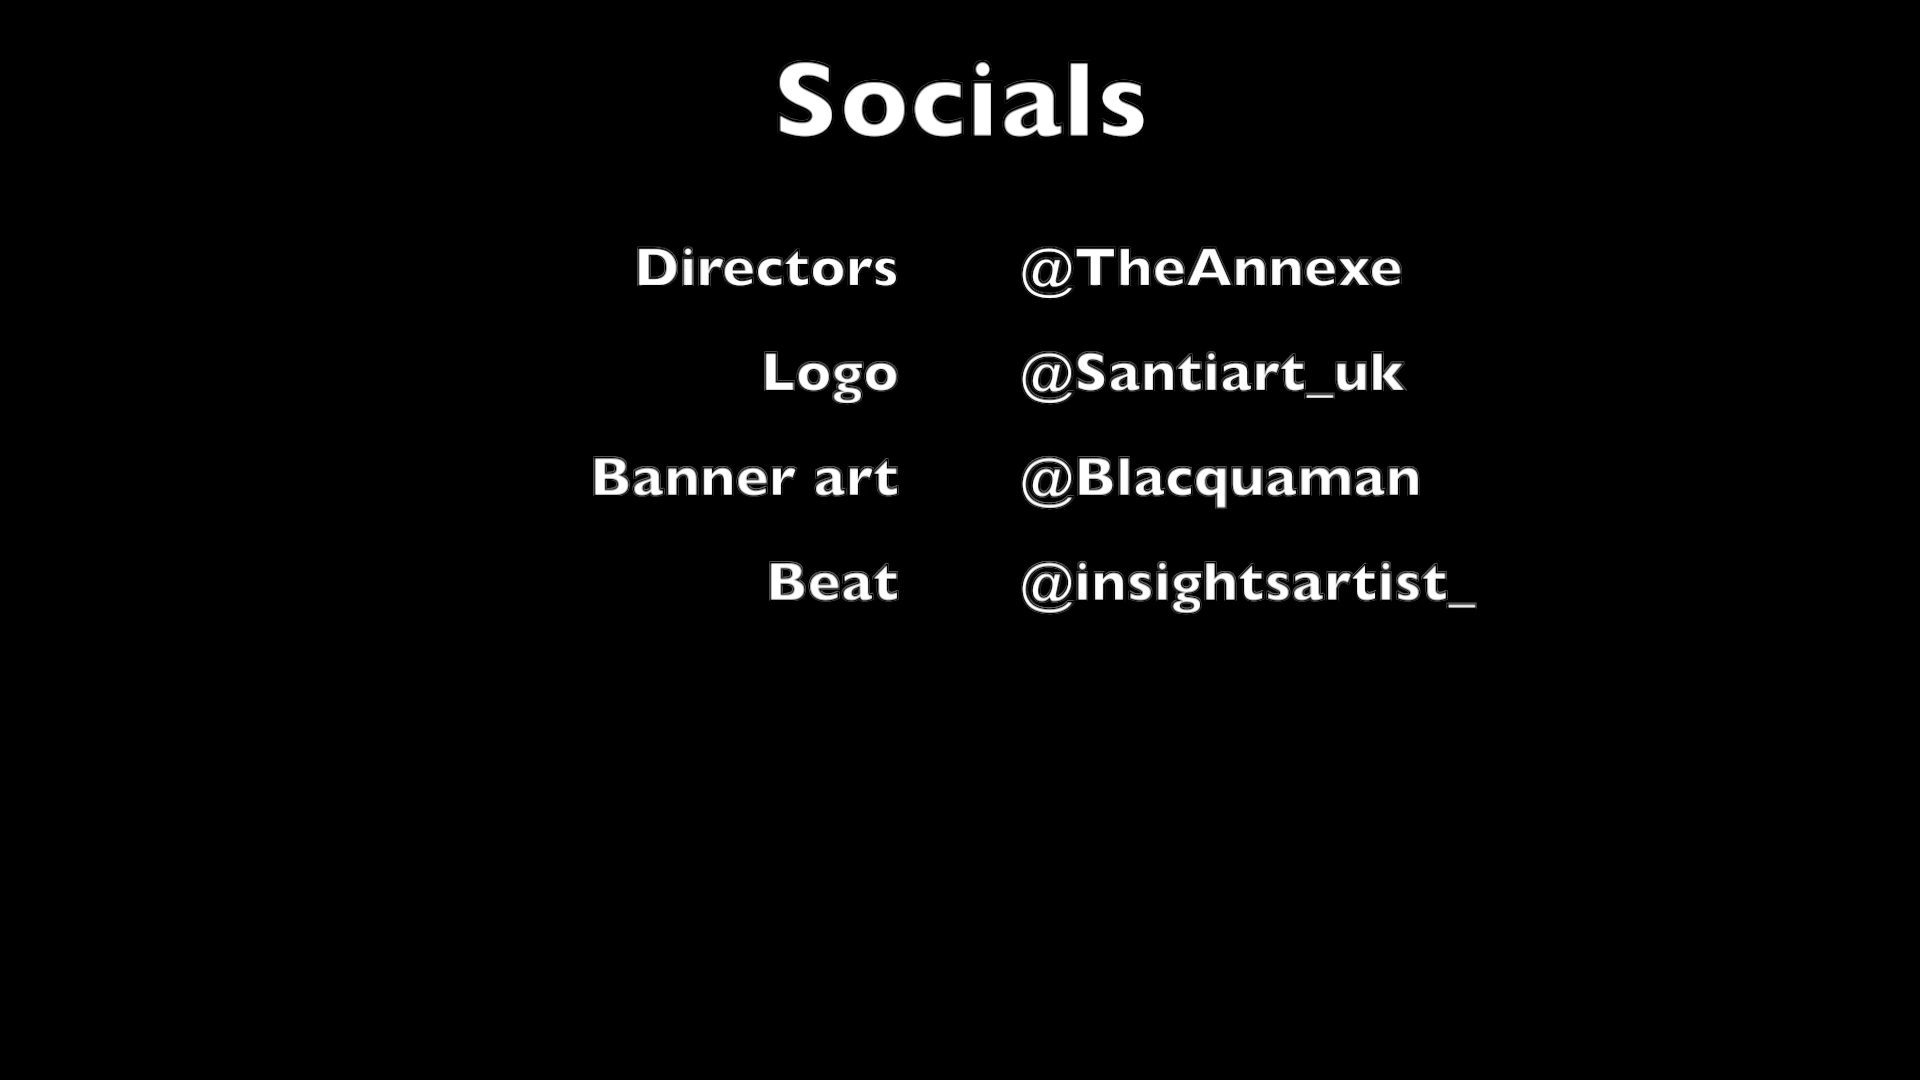 Socials
Directors @TheAnnexe
Logo @Santiart_uk
Banner art @Blacquaman
Beat @insightsartist_